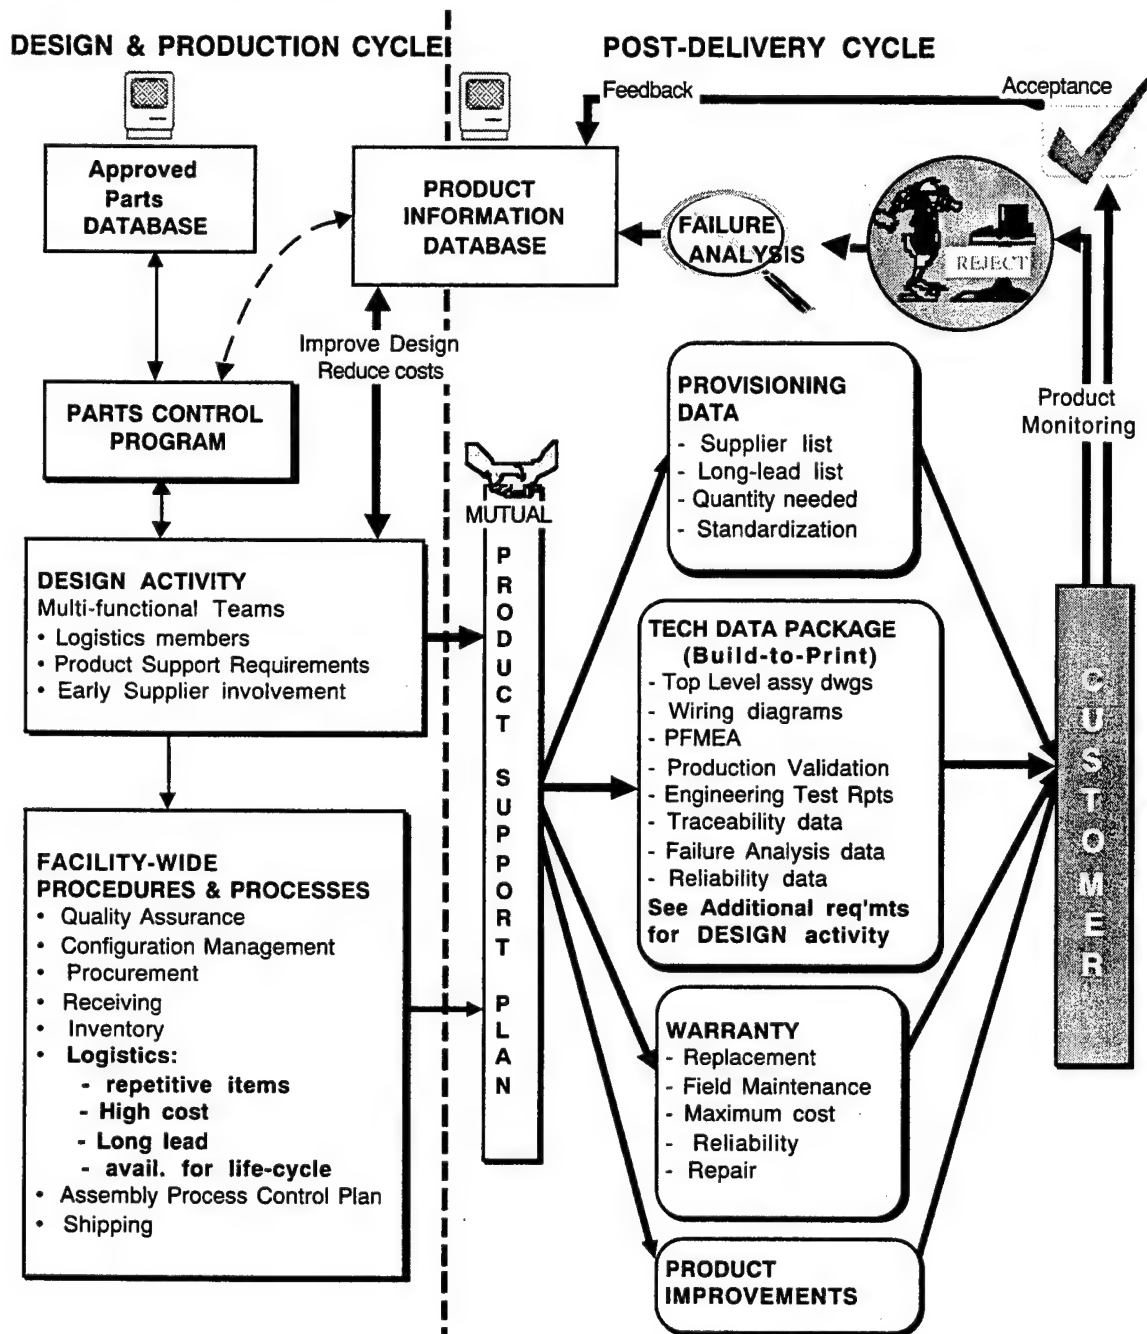 DESIGN & PRODUCTION CYCLE
POST-DELIVERY CYCLE
Approved
Parts
DATABASE
PRODUCT
INFORMATION
DATABASE
Feedback
Acceptance
FAILURE
ANALYSIS
REJECT
Improve Design
Reduce costs
PARTS CONTROL
PROGRAM
Product
Monitoring
DESIGN ACTIVITY
Multi-functional Teams
• Logistics members
• Product Support Requirements
• Early Supplier involvement
FACILITY-WIDE
PROCEDURES & PROCESSES
• Quality Assurance
• Configuration Management
• Procurement
• Receiving
• Inventory
• Logistics:
- repetitive items
- High cost
- Long lead
- avail. for life-cycle
• Assembly Process Control Plan
• Shipping
MUTUAL
PRODUCT SUPPORT PLAN
PROVISIONING
DATA
- Supplier list
- Long-lead list
- Quantity needed
- Standardization
TECH DATA PACKAGE
(Build-to-Print)
- Top Level assy dwgs
- Wiring diagrams
- PFMEA
- Production Validation
- Engineering Test Rpts
- Traceability data
- Failure Analysis data
- Reliability data
See Additional req'mts
for DESIGN activity
WARRANTY
- Replacement
- Field Maintenance
- Maximum cost
- Reliability
- Repair
PRODUCT
IMPROVEMENTS
CUSTOMER